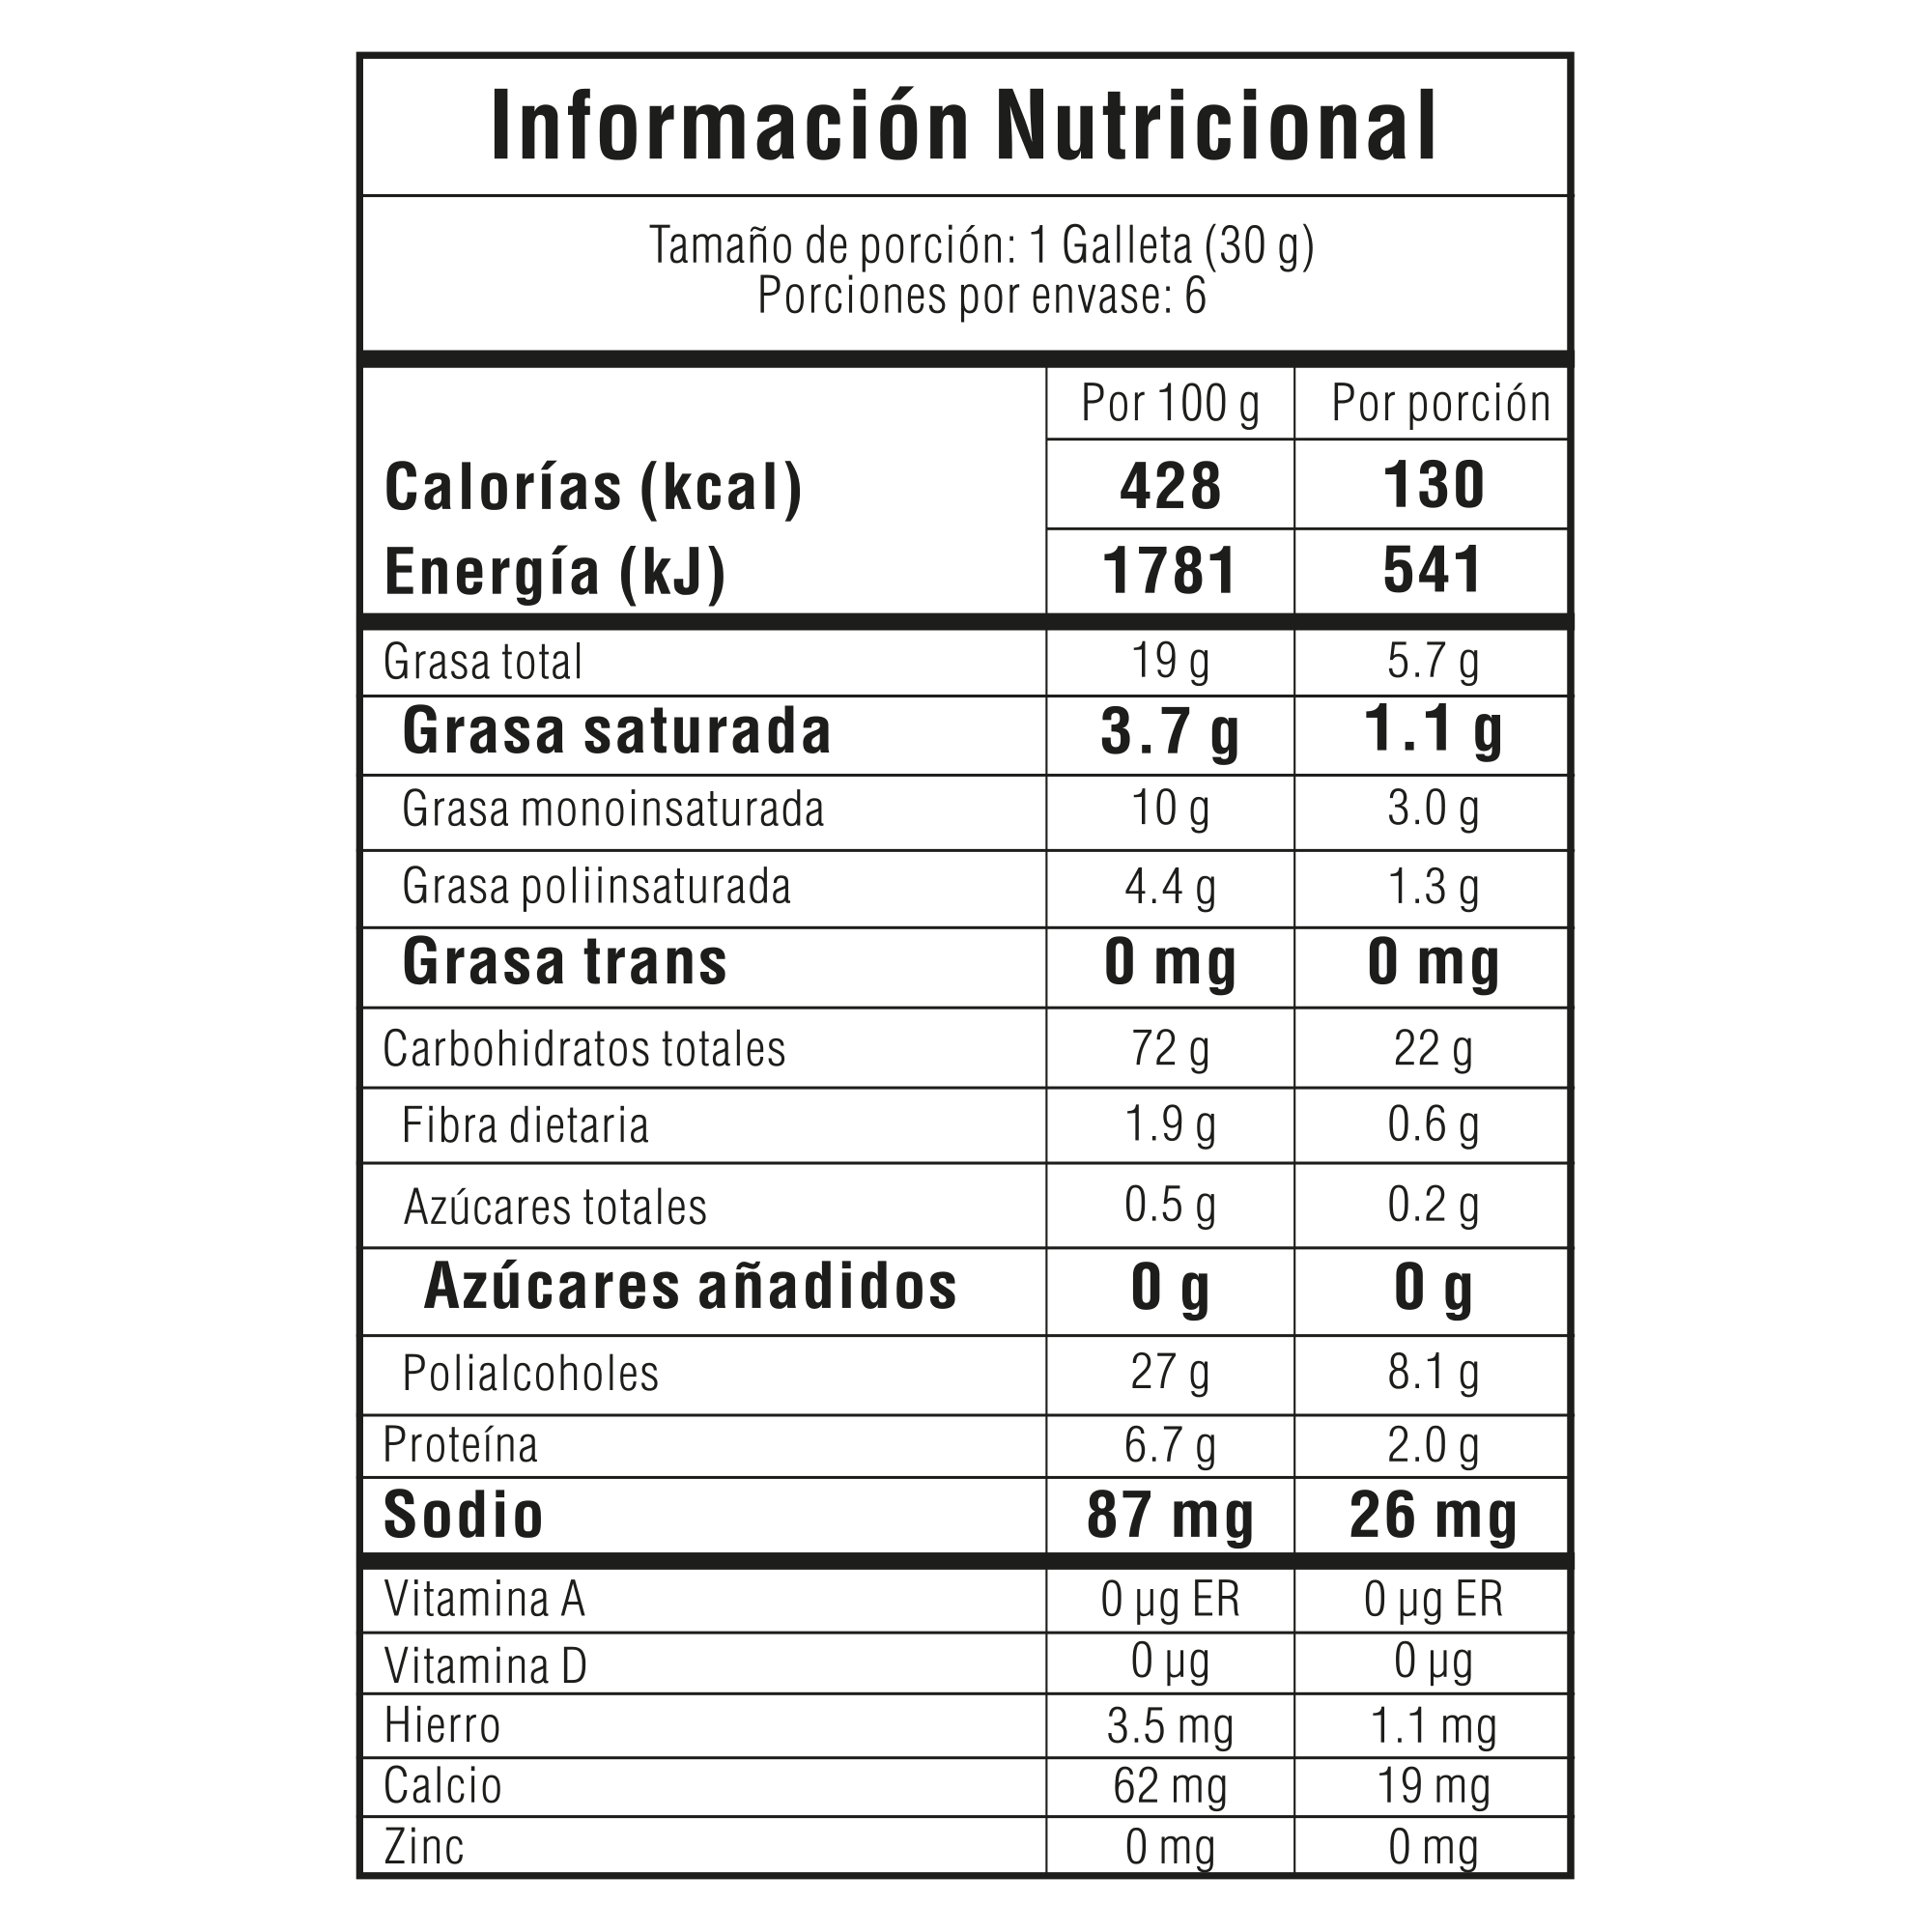 Información Nutricional
Tamaño de porción: 1 Galleta (30 g)
Porciones por envase: 6
Por 100 g Por porción
Calorías (kcal) 428 130
Energía (kJ) 1781 541
Grasa total 19 g 5.7 g
Grasa saturada 3.7 g 1.1 g
Grasa monoinsaturada 10 g 3.0 g
Grasa poliinsaturada 4.4 g 1.3 g
Grasa trans 0 mg 0 mg
Carbohidratos totales 72 g 22 g
Fibra dietaria 1.9 g 0.6 g
Azúcares totales 0.5 g 0.2 g
Azúcares añadidos 0 g 0 g
Polialcoholes 27 g 8.1 g
Proteína 6.7 g 2.0 g
Sodio 87 mg 26 mg
Vitamina A 0 µg ER 0 µg ER
Vitamina D 0 µg 0 µg
Hierro 3.5 mg 1.1 mg
Calcio 62 mg 19 mg
Zinc 0 mg 0 mg